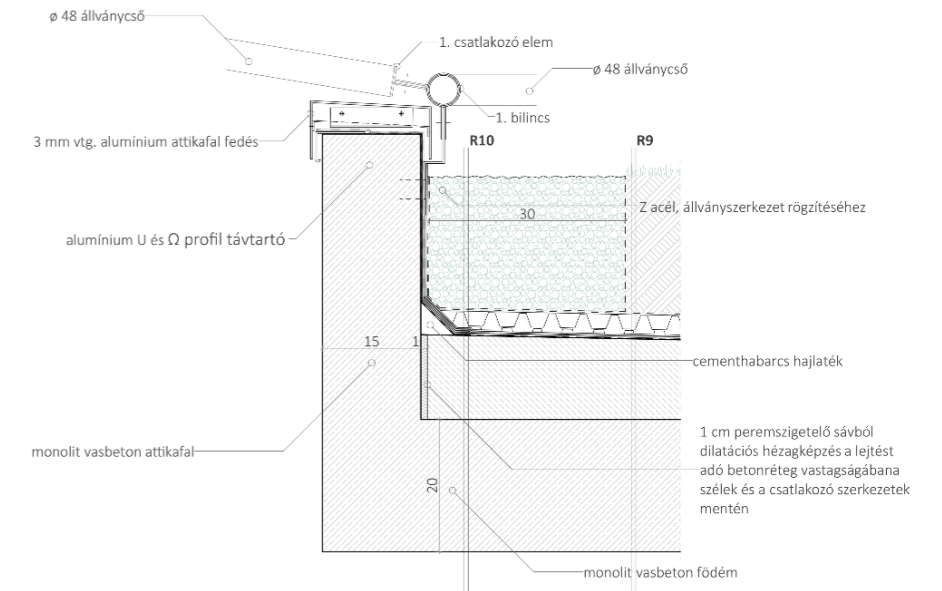 ø 48 állványcső
1. csatlakozó elem
ø 48 állványcső
1. bilincs
3 mm vtg. alumínium attikafal fedés
R10
R9
30
Z acél, állványszerkezet rögzítéséhez
alumínium U és Ω profil távtartó
15
1
cementhabarcs hajlaték
monolit vasbeton attikafal
1 cm peremszigetelő sávból
dilatációs hézagképzés a lejtést
adó betonréteg vastagságábana
szélek és a csatlakozó szerkezetek
mentén
20
monolit vasbeton födém